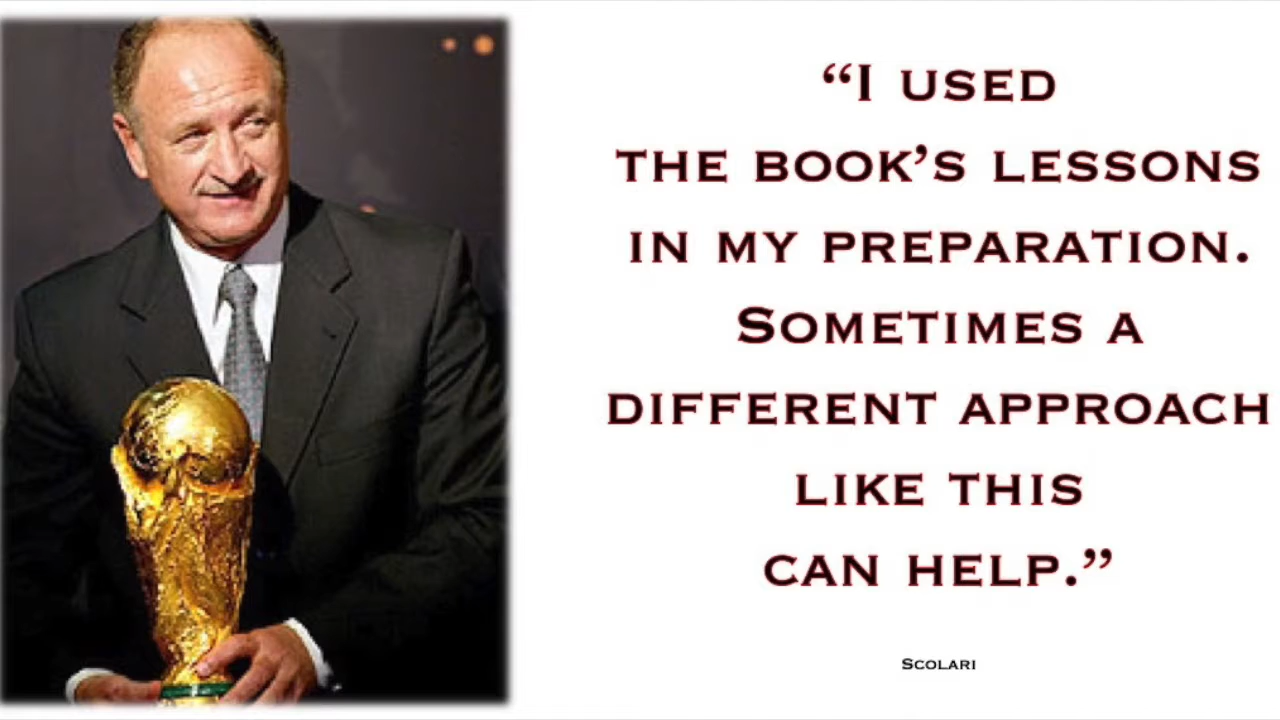 “I used
the book’s lessons
in my preparation.
Sometimes a
different approach
like this
can help.”
Scolari